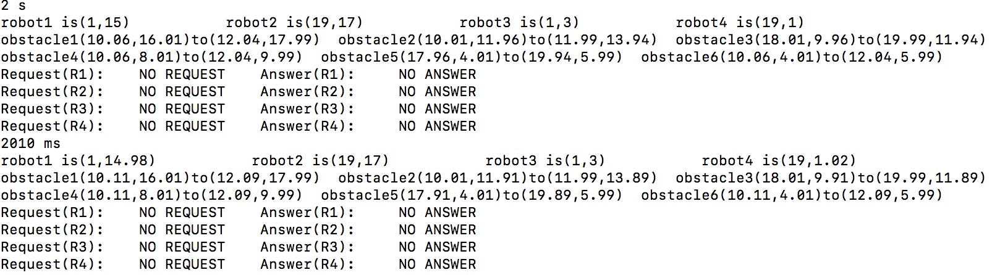 2 s
robot1 is(1,15)           robot2 is(19,17)           robot3 is(1,3)           robot4 is(19,1)
obstacle1(10.06,16.01)to(12.04,17.99)  obstacle2(10.01,11.96)to(11.99,13.94)  obstacle3(18.01,9.96)to(19.99,11.94)
obstacle4(10.06,8.01)to(12.04,9.99)  obstacle5(17.96,4.01)to(19.94,5.99)  obstacle6(10.06,4.01)to(12.04,5.99)
Request(R1):    NO REQUEST    Answer(R1):     NO ANSWER
Request(R2):    NO REQUEST    Answer(R2):     NO ANSWER
Request(R3):    NO REQUEST    Answer(R3):     NO ANSWER
Request(R4):    NO REQUEST    Answer(R4):     NO ANSWER
2010 ms
robot1 is(1,14.98)           robot2 is(19,17)           robot3 is(1,3)           robot4 is(19,1.02)
obstacle1(10.11,16.01)to(12.09,17.99)  obstacle2(10.01,11.91)to(11.99,13.89)  obstacle3(18.01,9.91)to(19.99,11.89)
obstacle4(10.11,8.01)to(12.09,9.99)  obstacle5(17.91,4.01)to(19.89,5.99)  obstacle6(10.11,4.01)to(12.09,5.99)
Request(R1):    NO REQUEST    Answer(R1):     NO ANSWER
Request(R2):    NO REQUEST    Answer(R2):     NO ANSWER
Request(R3):    NO REQUEST    Answer(R3):     NO ANSWER
Request(R4):    NO REQUEST    Answer(R4):     NO ANSWER